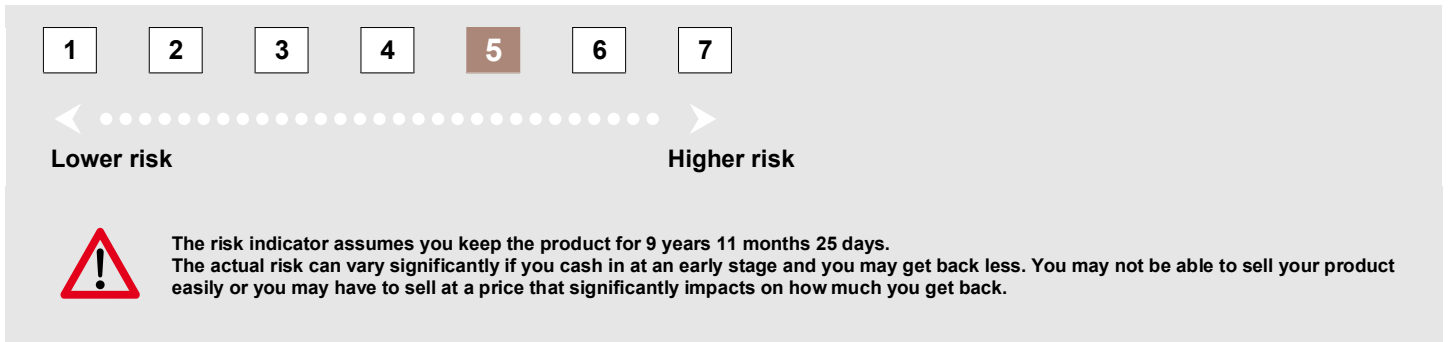 1 2 3 4 5 6 7
Lower risk Higher risk
The risk indicator assumes you keep the product for 9 years 11 months 25 days.
The actual risk can vary significantly if you cash in at an early stage and you may get back less. You may not be able to sell your product
easily or you may have to sell at a price that significantly impacts on how much you get back.